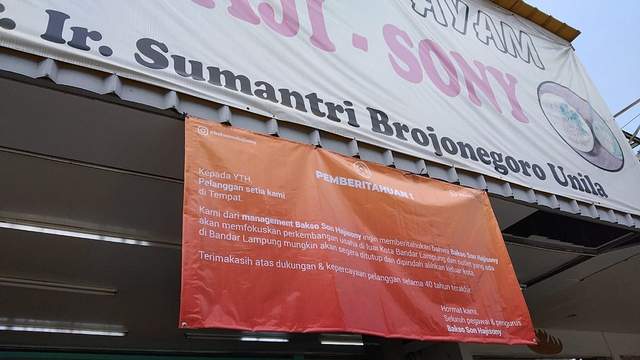 AYAM
AJI - SONY
. Ir. Sumantri Brojonegoro Unila
PEMBERITAHUAN !
Kepada YTH,
Pelanggan setia kami
di Tempat.
Kami dari management Bakso Son Hajisony ingin memberitahukan bahwa Bakso Son Hajisony
akan memfokuskan perkembangan usaha di luar Kota Bandar Lampung dan outlet yang ada
di Bandar Lampung mungkin akan segera ditutup dan dipindah alihkan keluar kota.
Terimakasih atas dukungan & kepercayaan pelanggan selama 40 tahun terakhir.
Hormat kami,
Seluruh pegawai & pengurus
Bakso Son Hajisony